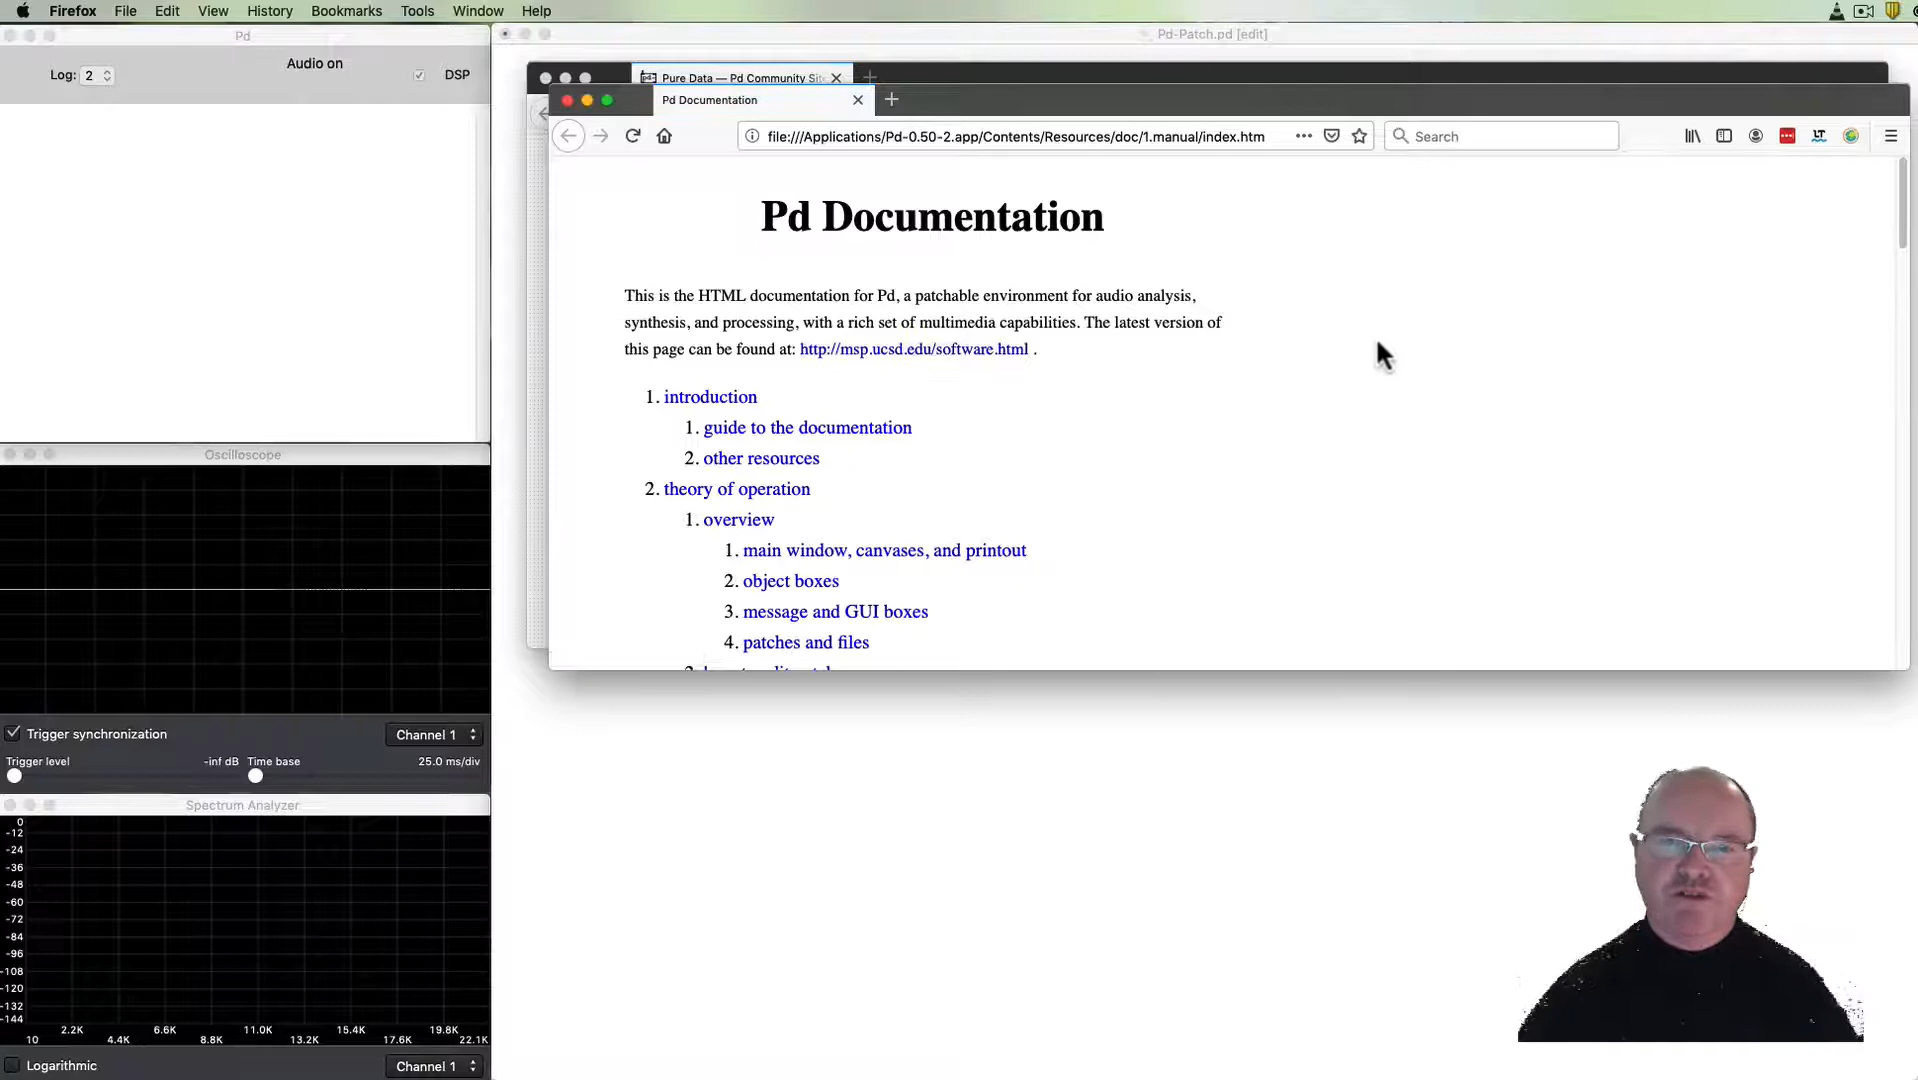 Firefox File Edit View History Bookmarks Tools Window Help
Pd
Log: 2
Audio on
DSP
Pd-Patch.pd [edit]
Pure Data — Pd Community Sit
Pd Documentation
file:///Applications/Pd-0.50-2.app/Contents/Resources/doc/1.manual/index.htm
Search
Pd Documentation
This is the HTML documentation for Pd, a patchable environment for audio analysis,
synthesis, and processing, with a rich set of multimedia capabilities. The latest version of
this page can be found at: http://msp.ucsd.edu/software.html .
1. introduction
1. guide to the documentation
2. other resources
2. theory of operation
1. overview
1. main window, canvases, and printout
2. object boxes
3. message and GUI boxes
4. patches and files
Oscilloscope
Trigger synchronization
Channel 1
Trigger level
-inf dB
Time base
25.0 ms/div
Spectrum Analyzer
0
-12
-24
-36
-48
-60
-72
-84
-96
-108
-120
-132
-144
2.2K 6.6K 11.0K 15.4K 19.8K
10 4.4K 8.8K 13.2K 17.6K 22.1K
Logarithmic
Channel 1